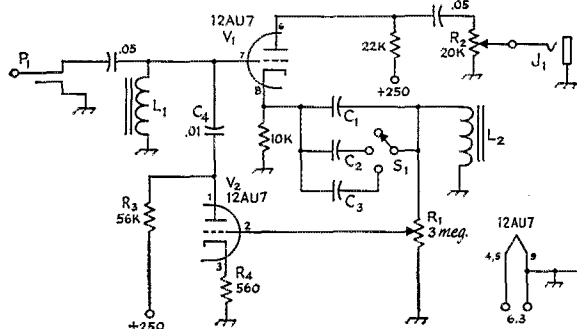 12AU7
V1
.05
6
7
8
22K
+250
R2
20K
J1
P1
.05
L1
C4
.01
10K
C1
C2
C3
S1
L2
V2
12AU7
1
2
3
R3
56K
+250
R4
560
R1
3 meg.
12AU7
4,5
9
6.3